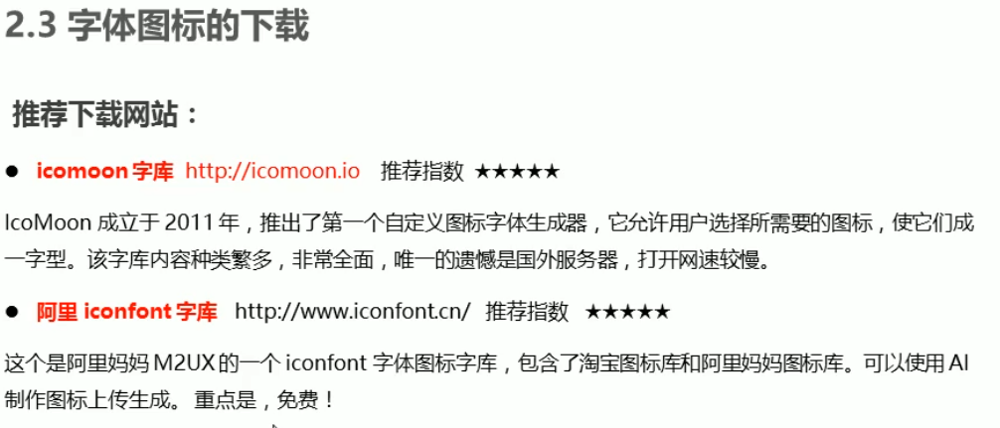 2.3 字体图标的下载
推荐下载网站：
● icomoon 字库 http://icomoon.io 推荐指数 ★★★★★
IcoMoon 成立于 2011 年，推出了第一个自定义图标字体生成器，它允许用户选择所需要的图标，使它们成
一字型。该字库内容种类繁多，非常全面，唯一的遗憾是国外服务器，打开网速较慢。
● 阿里 iconfont 字库 http://www.iconfont.cn/ 推荐指数 ★★★★★
这个是阿里妈妈 M2UX 的一个 iconfont 字体图标字库，包含了淘宝图标库和阿里妈妈图标库。可以使用 AI
制作图标上传生成。 重点是，免费！